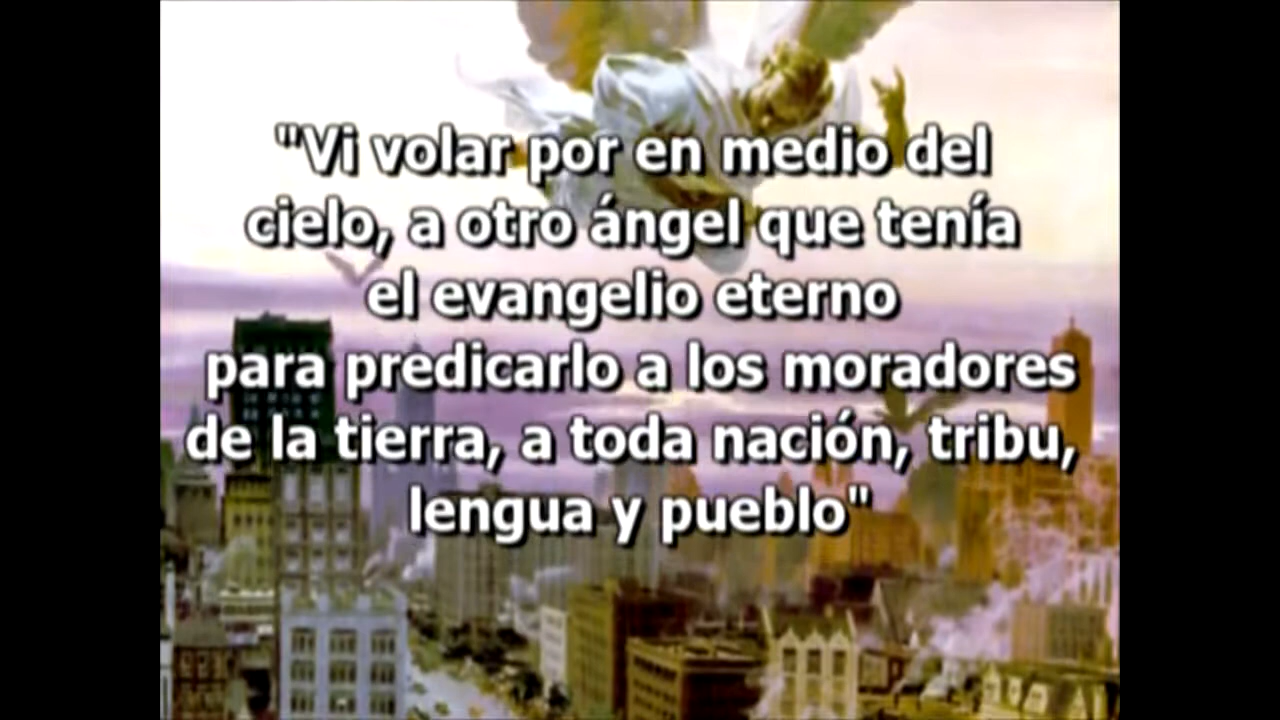 "Vi volar por en medio del
cielo, a otro ángel que tenía
el evangelio eterno
para predicarlo a los moradores
de la tierra, a toda nación, tribu,
lengua y pueblo"